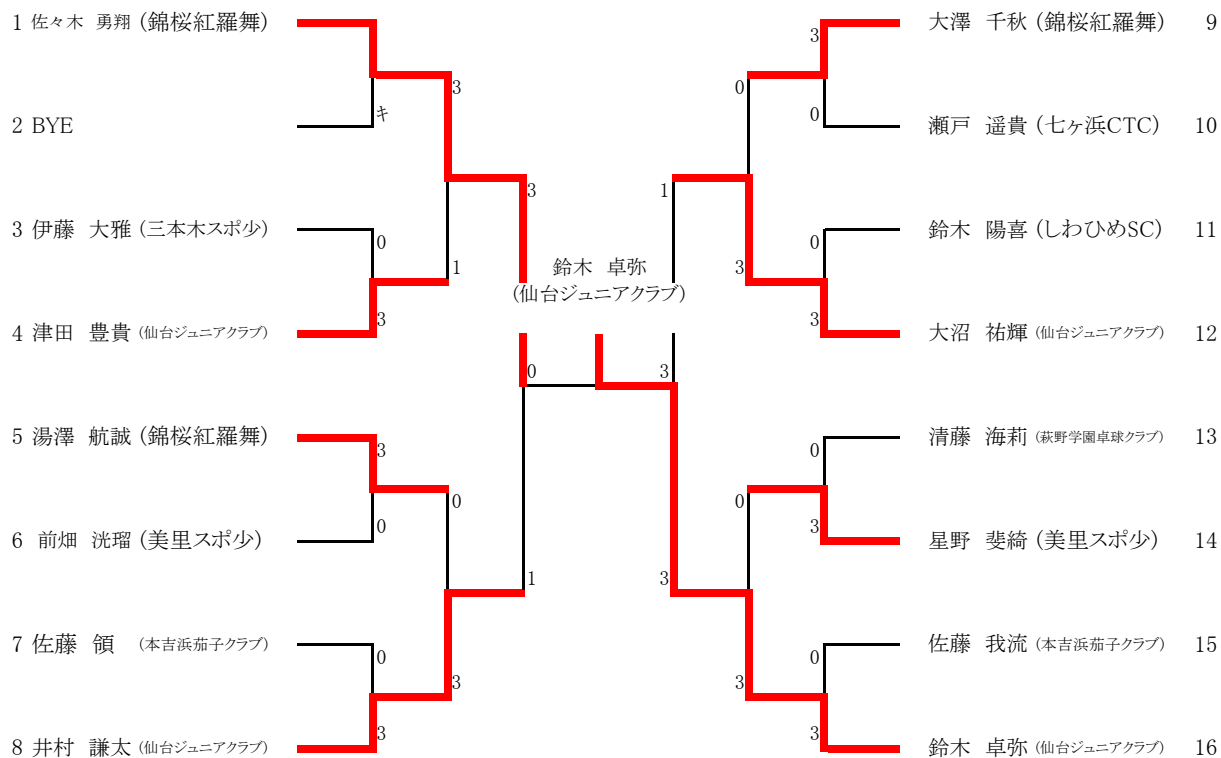 1 佐々木 勇翔 (錦桜紅羅舞)
3
キ
2 BYE
3
3 伊藤 大雅 (三本木スポ少)
0
1
3
4 津田 豊貴 (仙台ジュニアクラブ)
5 湯澤 航誠 (錦桜紅羅舞)
3
0
0
6 前畑 洸瑠 (美里スポ少)
1
7 佐藤 領 (本吉浜茄子クラブ)
0
3
3
8 井村 謙太 (仙台ジュニアクラブ)
鈴木 卓弥
(仙台ジュニアクラブ)
0
3
大澤 千秋 (錦桜紅羅舞) 9
3
0
0
瀬戸 遥貴 (七ヶ浜CTC) 10
1
鈴木 陽喜 (しわひめSC) 11
0
3
3
大沼 祐輝 (仙台ジュニアクラブ) 12
清藤 海莉 (萩野学園卓球クラブ) 13
0
0
3
星野 斐綺 (美里スポ少) 14
3
佐藤 我流 (本吉浜茄子クラブ) 15
0
3
3
鈴木 卓弥 (仙台ジュニアクラブ) 16